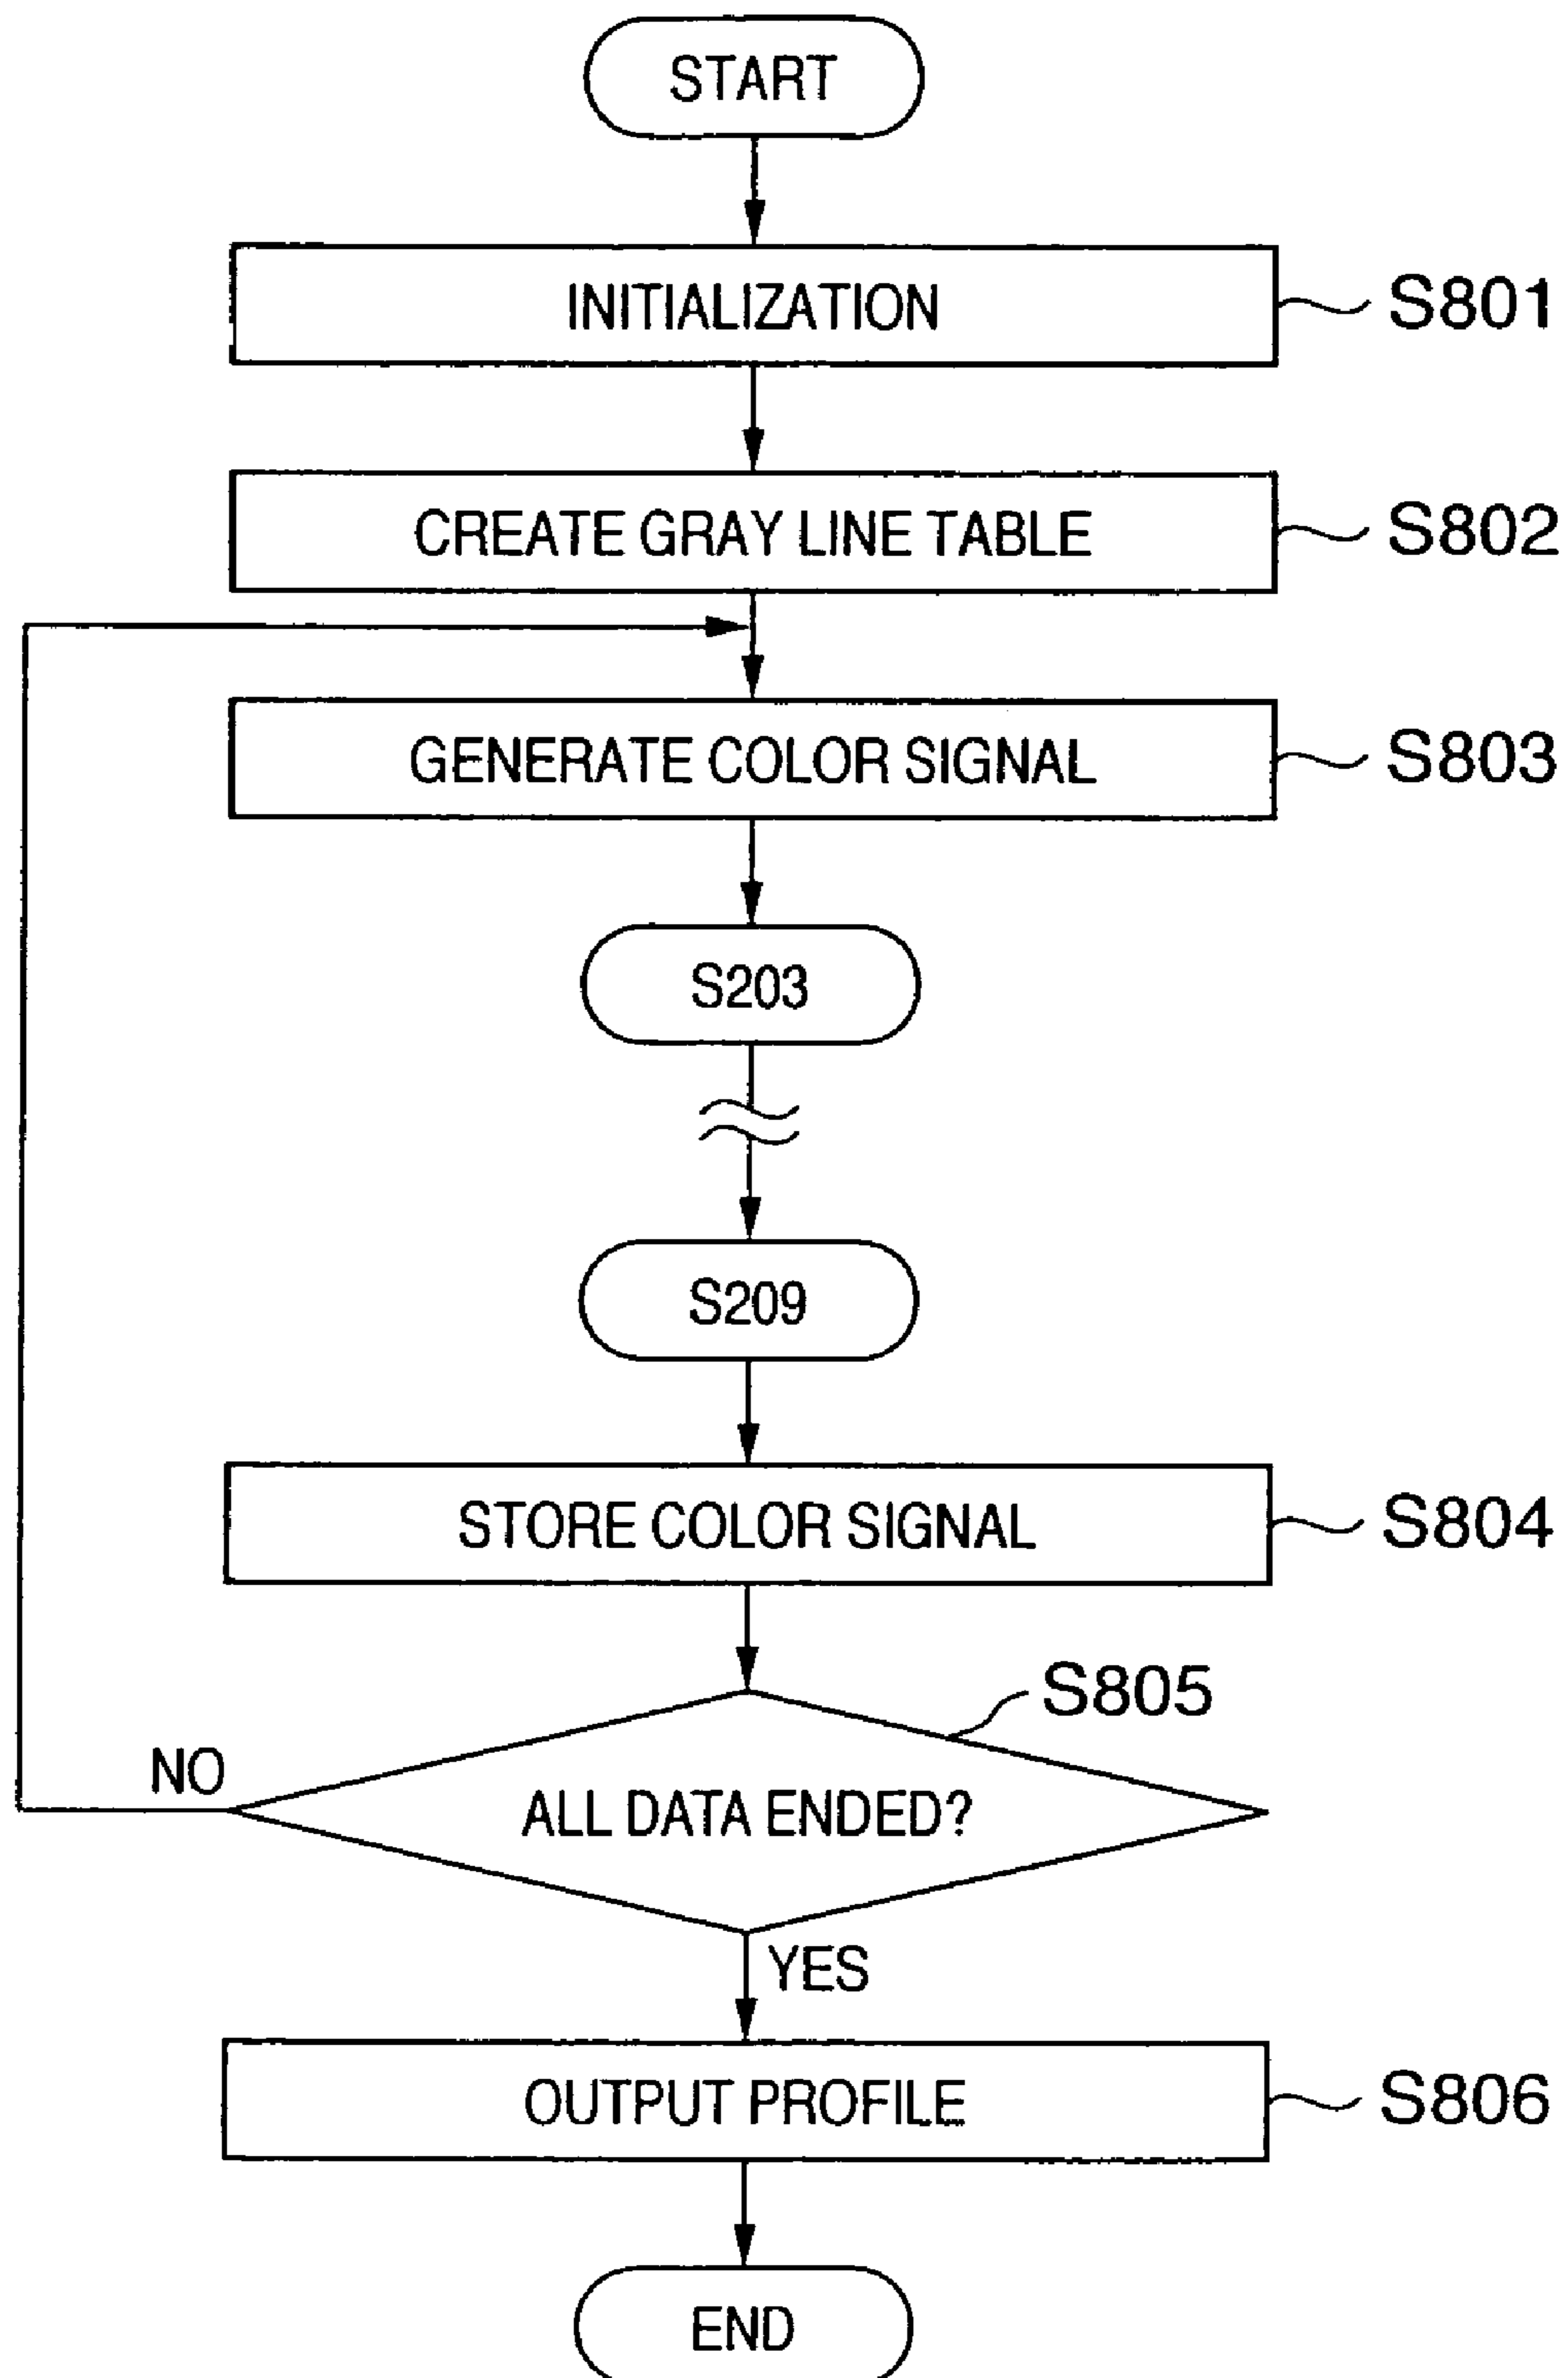 START
INITIALIZATION
S801
CREATE GRAY LINE TABLE
S802
GENERATE COLOR SIGNAL
S803
S203
S209
STORE COLOR SIGNAL
S804
S805
NO
ALL DATA ENDED?
YES
OUTPUT PROFILE
S806
END